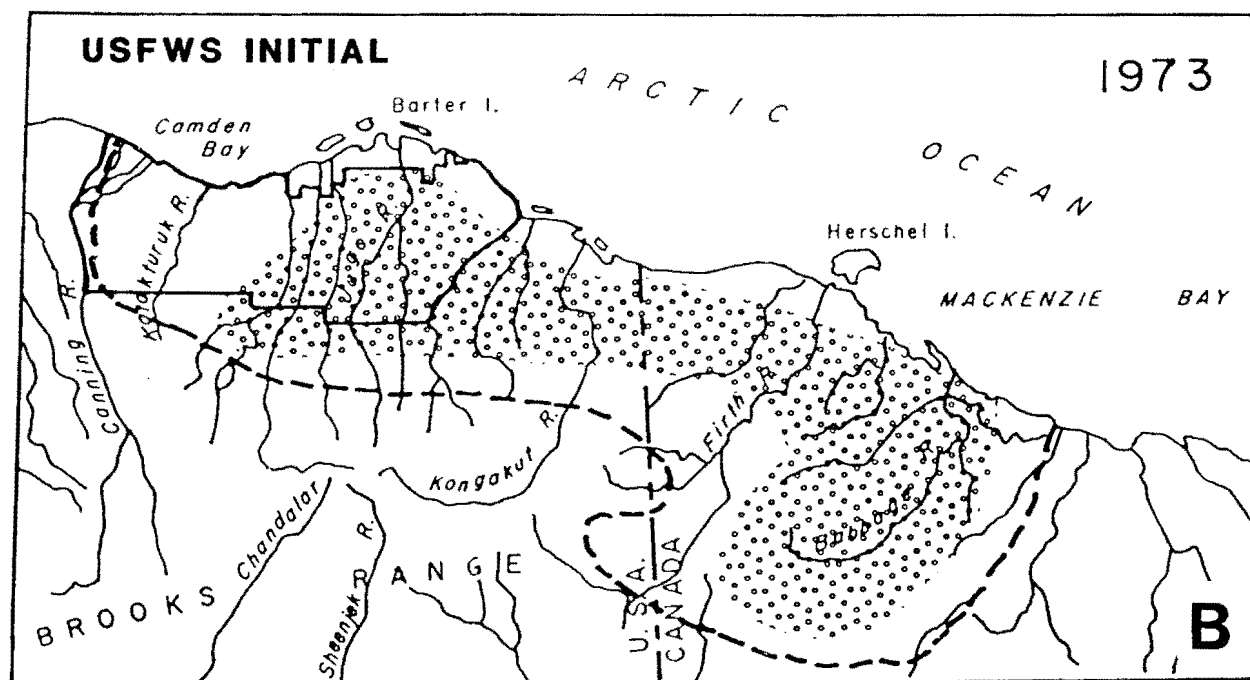 USFWS INITIAL
1973
ARCTIC
OCEAN
Barter I.
Camden
Bay
Herschel I.
MACKENZIE BAY
Katakturuk R.
Jago R.
Canning R.
Firth R.
Kongakut R.
Babbage R.
Chandalar
Sheenjek R.
BROOKS RANGE
U.S.A.
CANADA
B